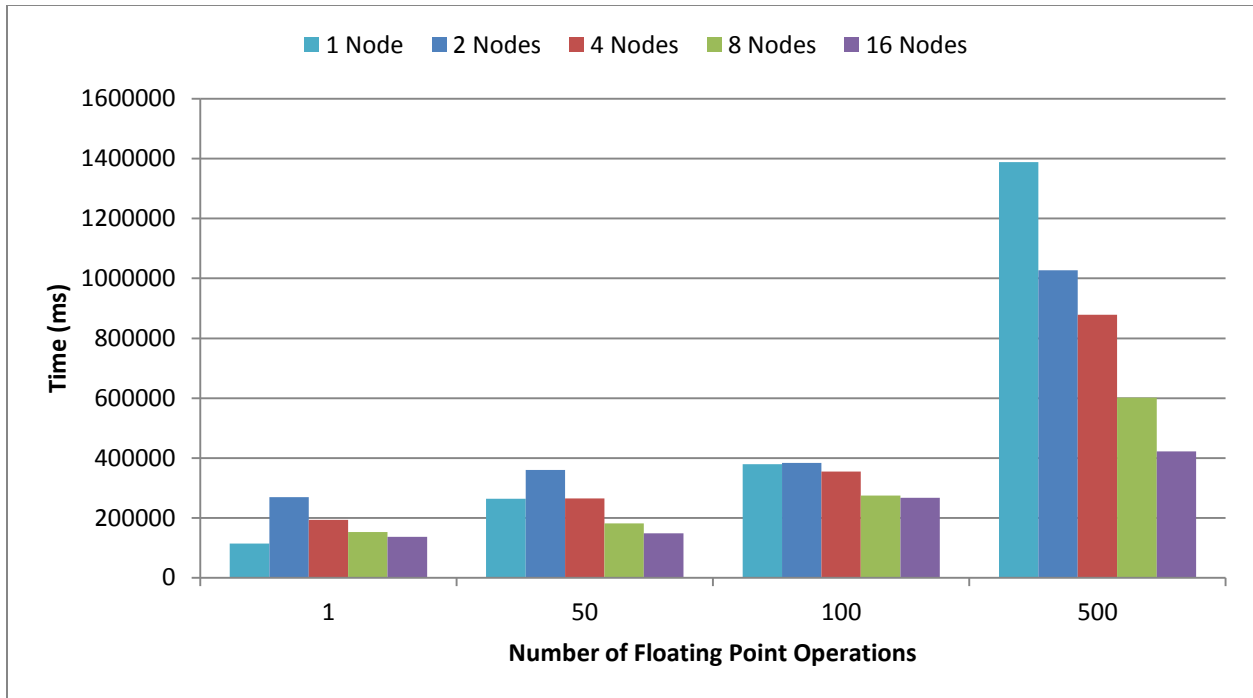 1 Node 2 Nodes 4 Nodes 8 Nodes 16 Nodes
1600000
1400000
1200000
1000000
800000
600000
400000
200000
0
Time (ms)
1 50 100 500
Number of Floating Point Operations